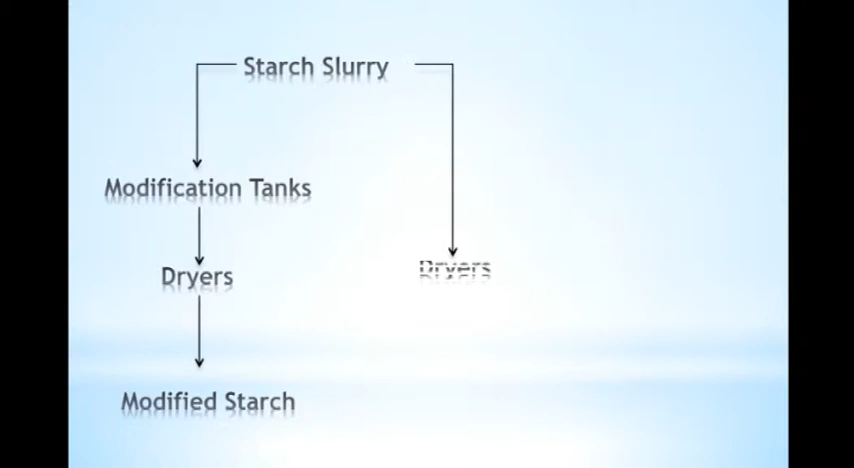 Starch Slurry
Modification Tanks
Dryers
Dryers
Modified Starch